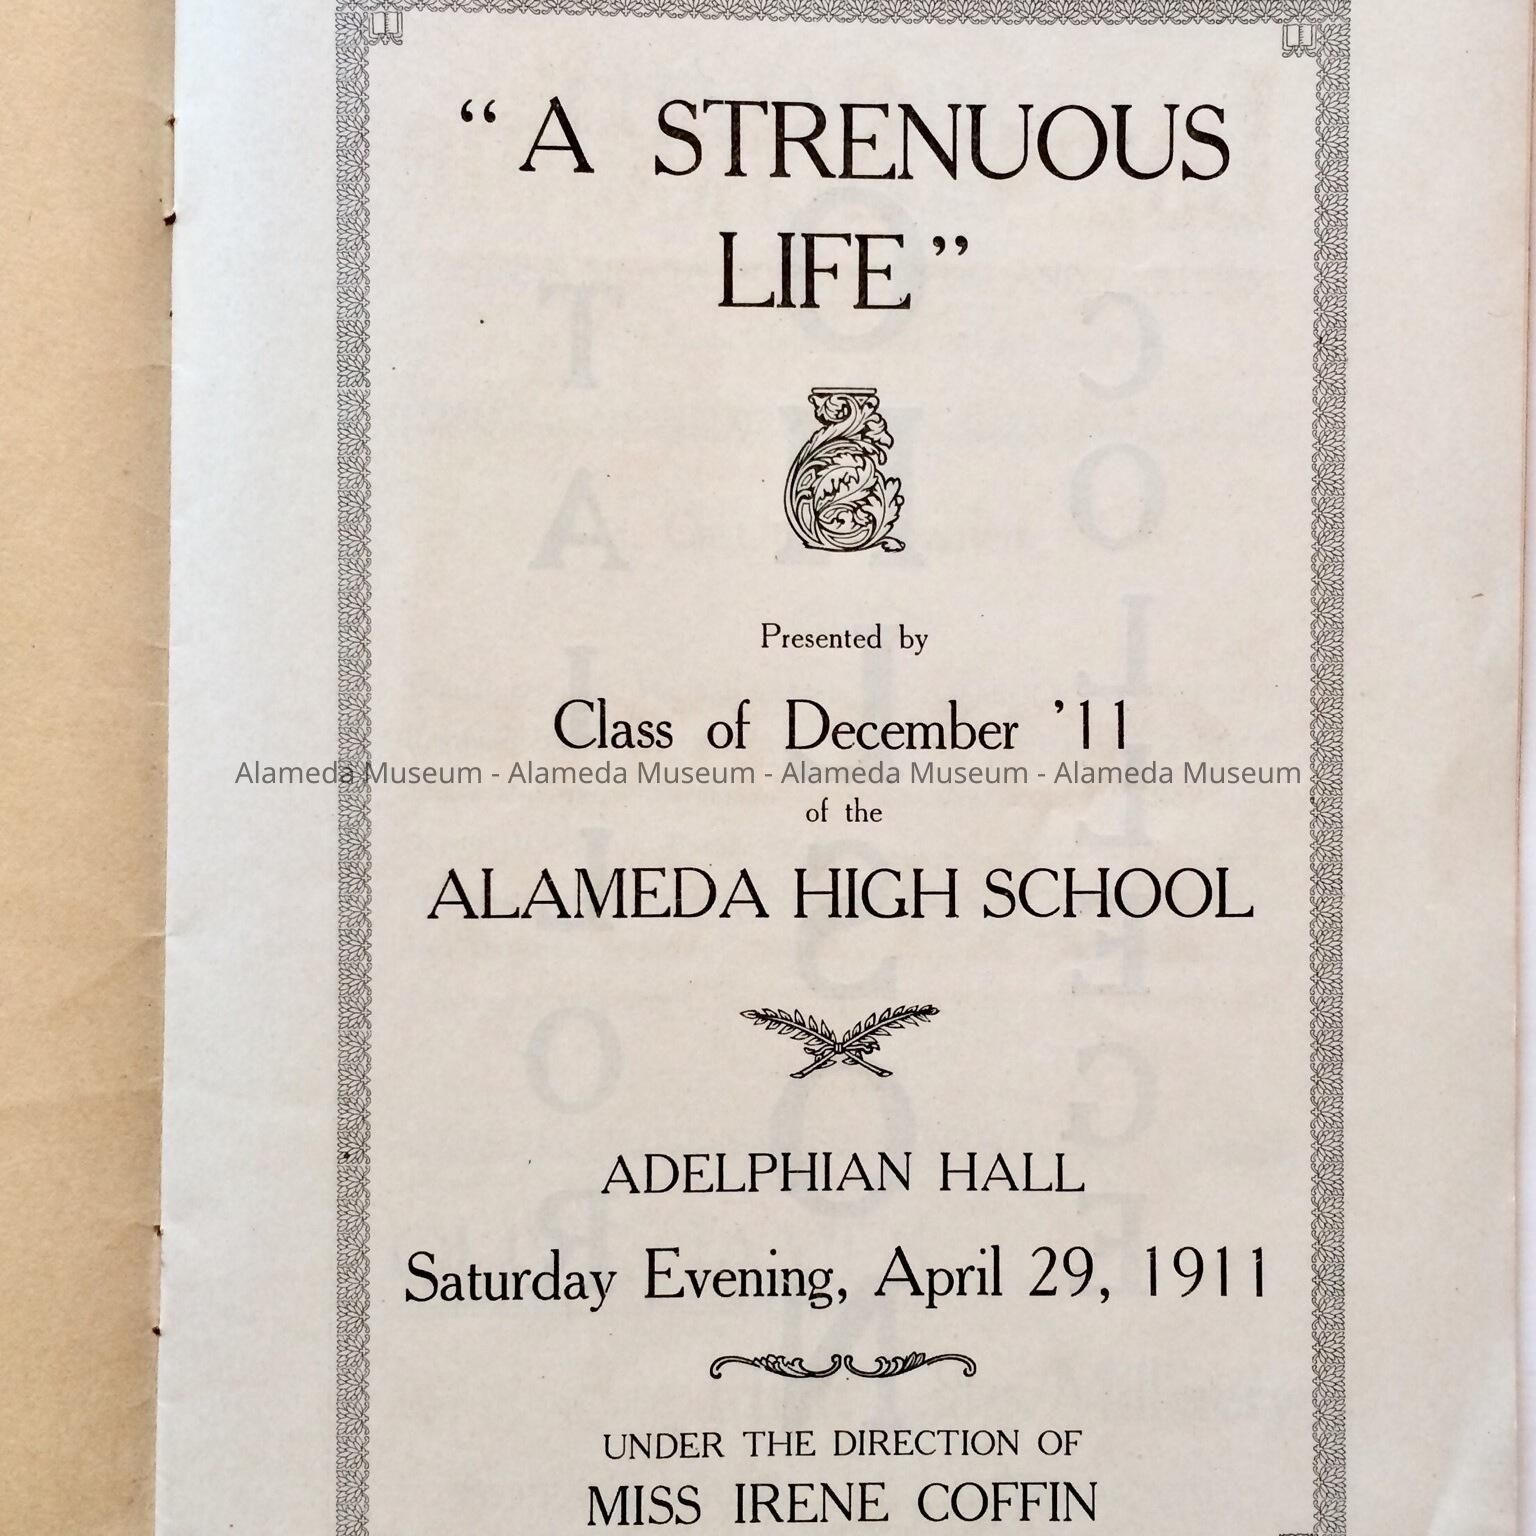 “A STRENUOUS
LIFE”
Presented by
Class of December ’11
Alameda Museum - Alameda Museum - Alameda Museum - Alameda Museum
of the
ALAMEDA HIGH SCHOOL
ADELPHIAN HALL
Saturday Evening, April 29, 1911
UNDER THE DIRECTION OF
MISS IRENE COFFIN